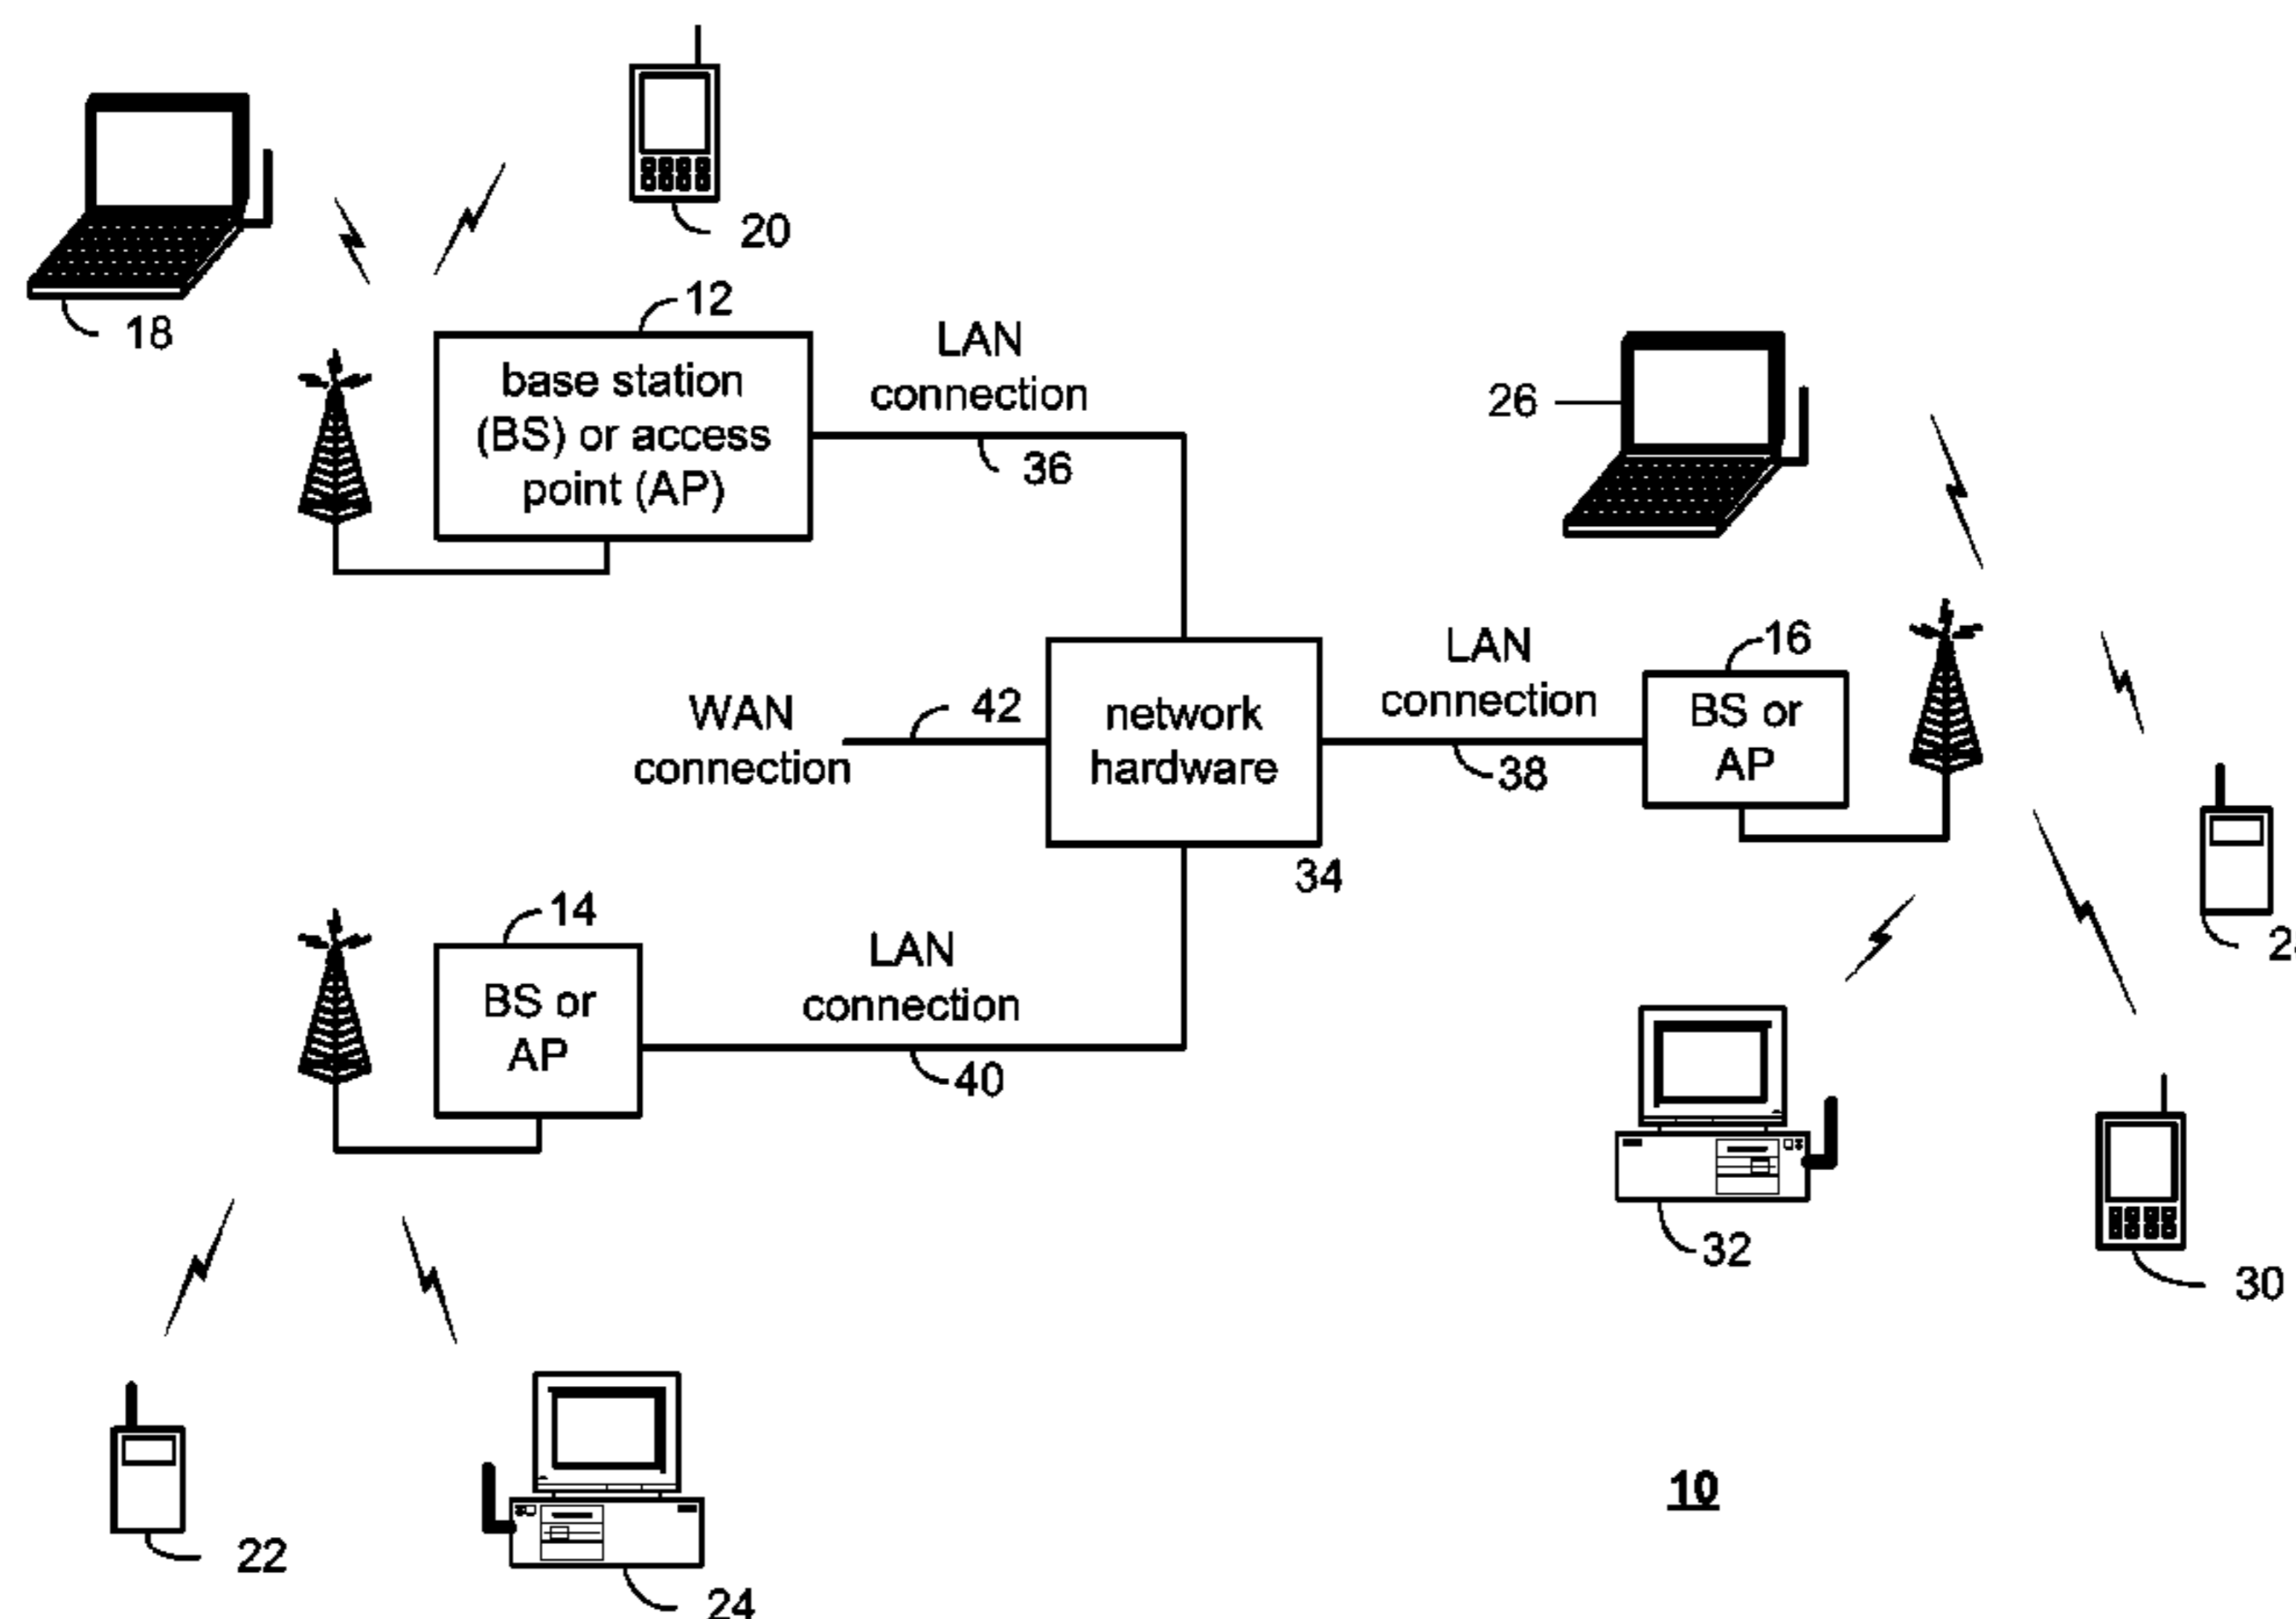 20
18
12
base station
(BS) or access
point (AP)
LAN
connection
36
26
16
BS or
AP
LAN
connection
38
WAN
connection
42
network
hardware
34
14
BS or
AP
LAN
connection
40
32
30
22
24
10